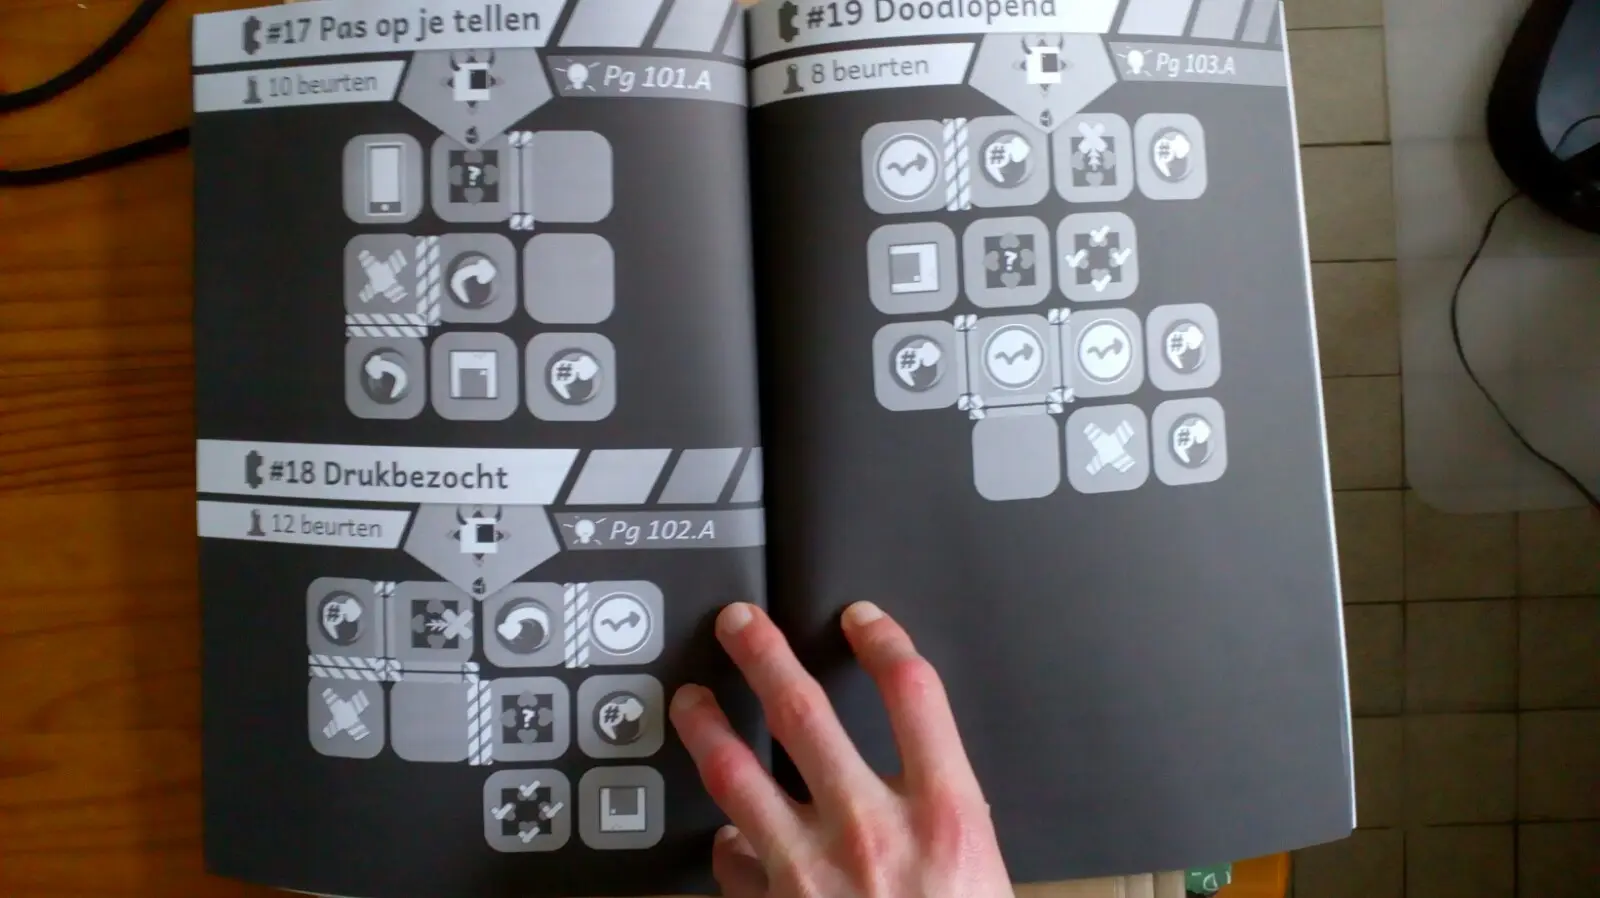 #17 Pas op je tellen
10 beurten
Pg 101.A
?
#
#18 Drukbezocht
12 beurten
Pg 102.A
#
?
#
#19 Doodlopend
8 beurten
Pg 103.A
#
#
?
#
#
#